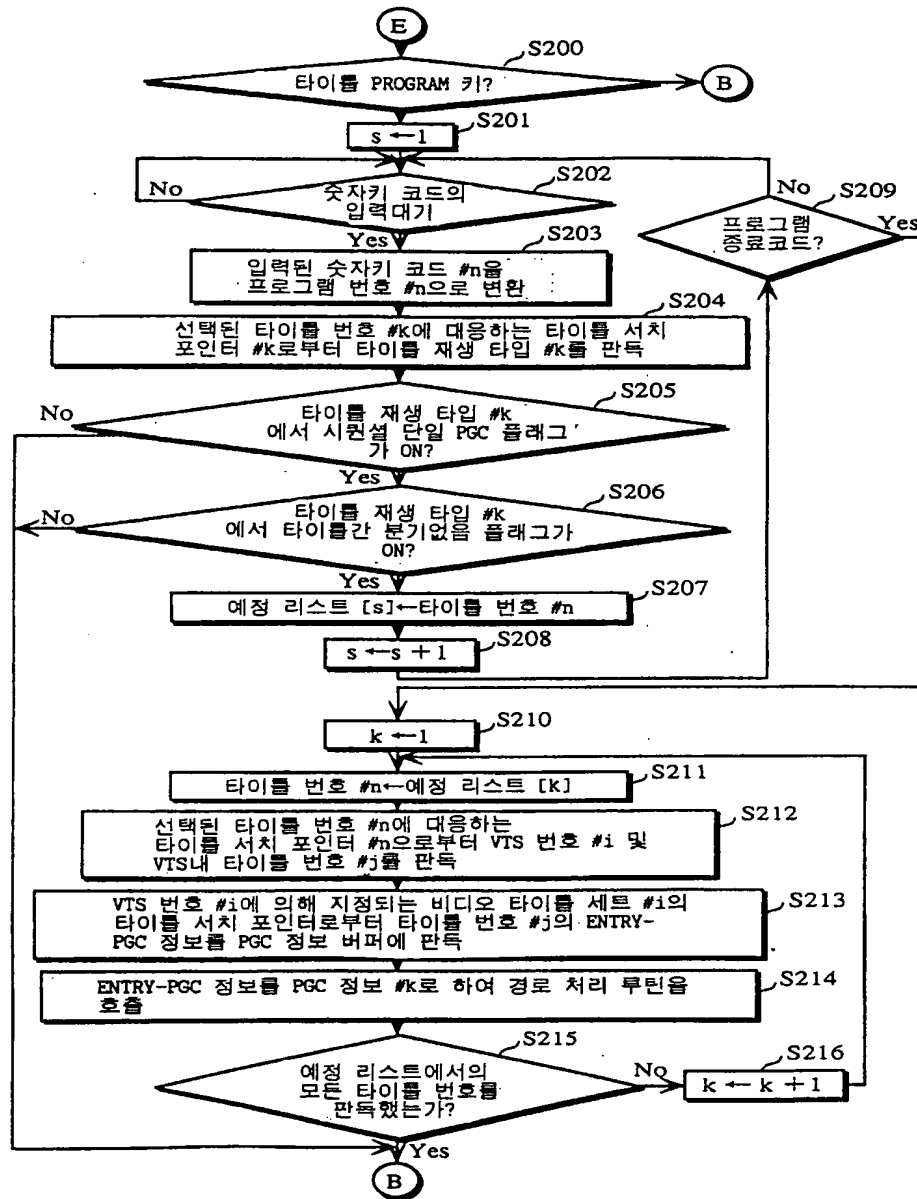 E
S200
타이틀 PROGRAM 키?
B
S201
s ← 1
S202
No
숫자키 코드의
입력대기
Yes
No
S209
프로그램
종료코드?
Yes
S203
입력된 숫자키 코드 #n을
프로그램 번호 #n으로 변환
S204
선택된 타이틀 번호 #k에 대응하는 타이틀 서치
포인터 #k로부터 타이틀 재생 타입 #k를 판독
S205
No
타이틀 재생 타입 #k
에서 시퀀셜 단일 PGC 플래그
가 ON?
Yes
S206
No
타이틀 재생 타입 #k
에서 타이틀간 분기없음 플래그가
ON?
Yes
S207
예정 리스트 [s]←타이틀 번호 #n
S208
s ← s + 1
S210
k ← 1
S211
타이틀 번호 #n←예정 리스트 [k]
S212
선택된 타이틀 번호 #n에 대응하는
타이틀 서치 포인터 #n으로부터 VTS 번호 #i 및
VTS내 타이틀 번호 #j를 판독
S213
VTS 번호 #i에 의해 지정되는 비디오 타이틀 세트 #i의
타이틀 서치 포인터로부터 타이틀 번호 #j의 ENTRY-
PGC 정보를 PGC 정보 버퍼에 판독
S214
ENTRY-PGC 정보를 PGC 정보 #k로 하여 경로 처리 루틴을
호출
S215
예정 리스트에서의
모든 타이틀 번호를
판독했는가?
No
S216
k ← k + 1
Yes
B